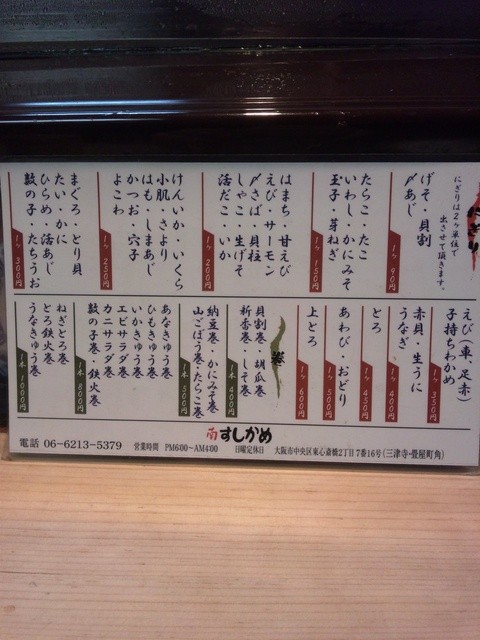 にぎり
にぎりは２ヶ単位で
出させて頂きます。
げそ・貝割
〆あじ
1ヶ 90円
たらこ・たこ
いわし・かにみそ
玉子・芽ねぎ
1ヶ 150円
はまち・甘えび
えび・サーモン
〆さば・貝柱
しゃこ・生げそ
活だこ・いか
1ヶ 200円
けんいか・いくら
小肌・さより
はも・しまあじ
かつお・穴子
よこわ
1ヶ 250円
まぐろ・とり貝
たい・かに
ひらめ・活あじ
数の子・たちうお
1ヶ 300円
えび(車、足赤)
子持ちわかめ
1ヶ 350円
赤貝・生うに
うなぎ
1ヶ 400円
とろ
1ヶ 450円
あわび・おどり
1ヶ 500円
上とろ
1ヶ 600円
巻
貝割巻・胡瓜巻
新香巻・しそ巻
1本 400円
納豆巻・かにみそ巻
山ごぼう巻・たらこ巻
1本 500円
あなきゅう巻
ひもきゅう巻
いかきゅう巻
エビサラダ巻
カニサラダ巻
数の子巻・鉄火巻
1本 800円
ねぎとろ巻
とろ鉄火巻
うなきゅう巻
1本 1000円
南すしかめ
電話 06-6213-5379 営業時間 PM6:00~AM4:00 日曜定休日 大阪市中央区東心斎橋2丁目7番16号(三津寺・畳屋町角)